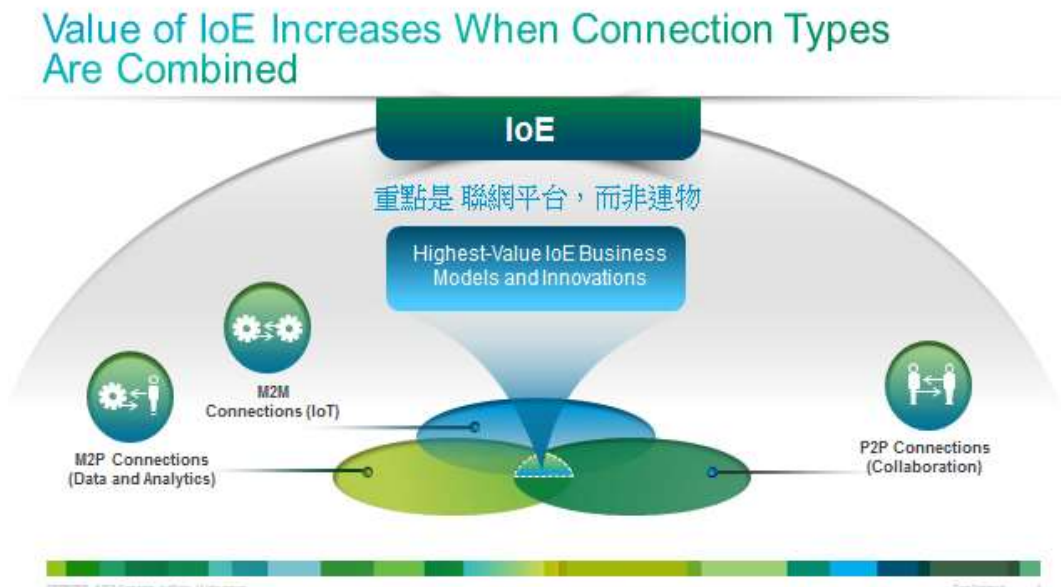 Value of IoE Increases When Connection Types
Are Combined
IoE
重點是 聯網平台，而非連物
Highest-Value IoE Business
Models and Innovations
M2M
Connections (IoT)
M2P Connections
(Data and Analytics)
P2P Connections
(Collaboration)